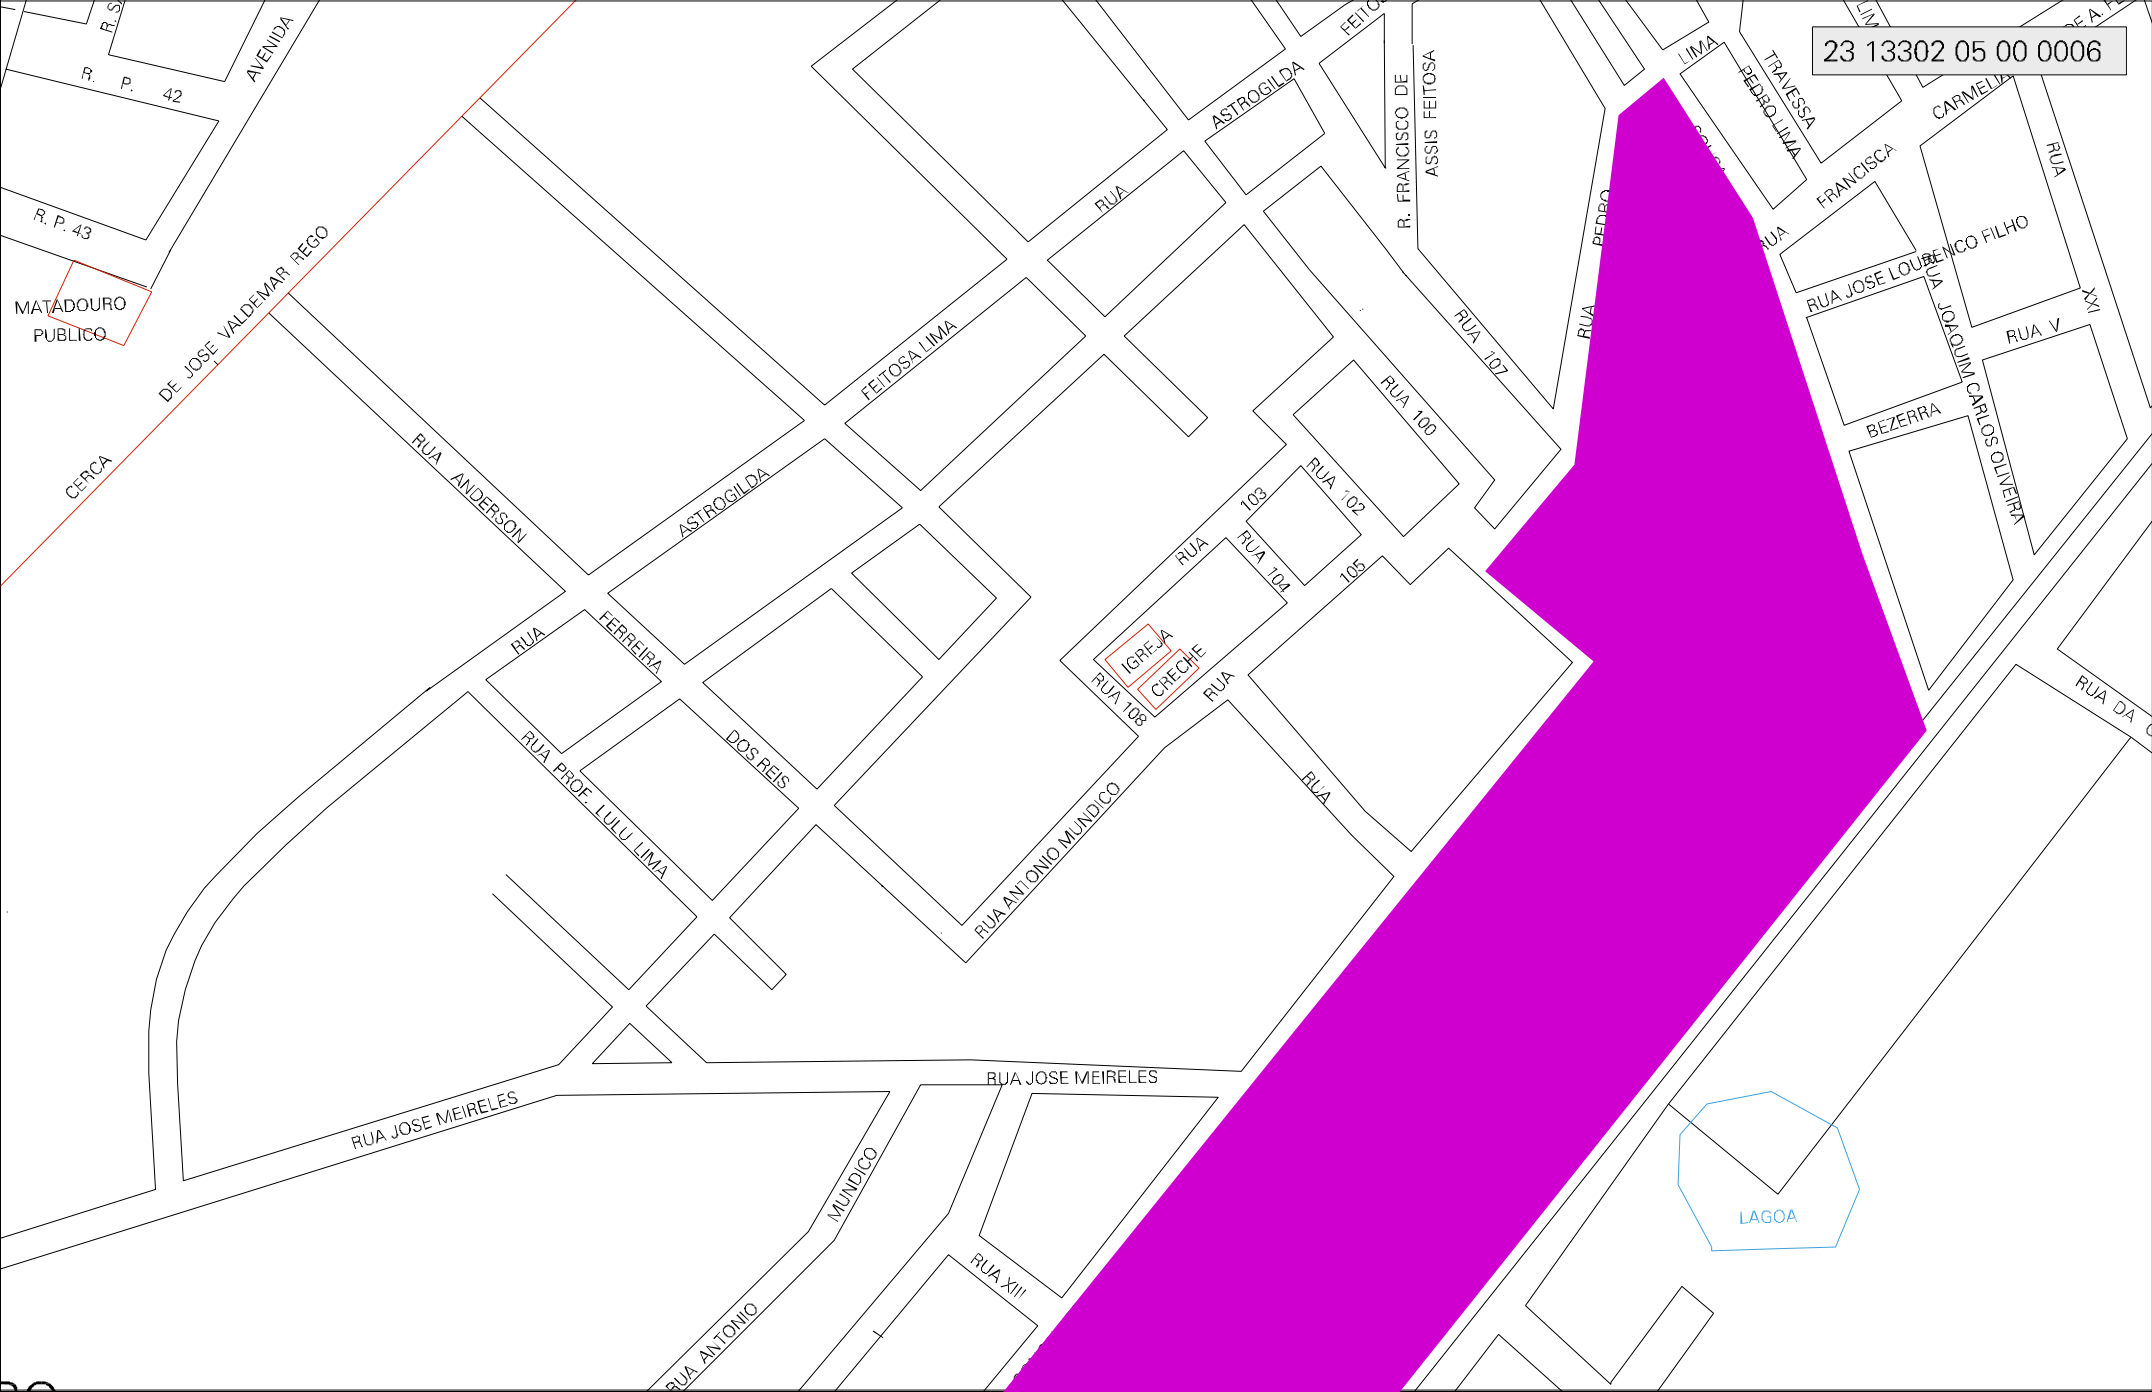 23 13302 05 00 0006
AVENIDA
R. P. 42
R. P. 43
MATADOURO
PUBLICO
CERCA DE JOSE VALDEMAR REGO
RUA ANDERSON
FERREIRA
DOS REIS
RUA ASTROGILDA
FEITOSA LIMA
RUA ASTROGILDA
R. FRANCISCO DE
ASSIS FEITOSA
RUA PEDRO
LIMA
TRAVESSA
PEDRO LIMA
RUA FRANCISCA
CARMELIA
RUA JOSE LOURENCO FILHO
RUA JOAQUIM CARLOS OLIVEIRA
RUA XXI
RUA V
BEZERRA
RUA 107
RUA 100
RUA 102
RUA 103
RUA 104
RUA 105
IGREJA
CRECHE
RUA 108
RUA
RUA PROF. LULU LIMA
RUA ANTONIO MUNDICO
RUA DA
RUA JOSE MEIRELES
RUA JOSE MEIRELES
RUA ANTONIO MUNDICO
RUA XIII
I
LAGOA